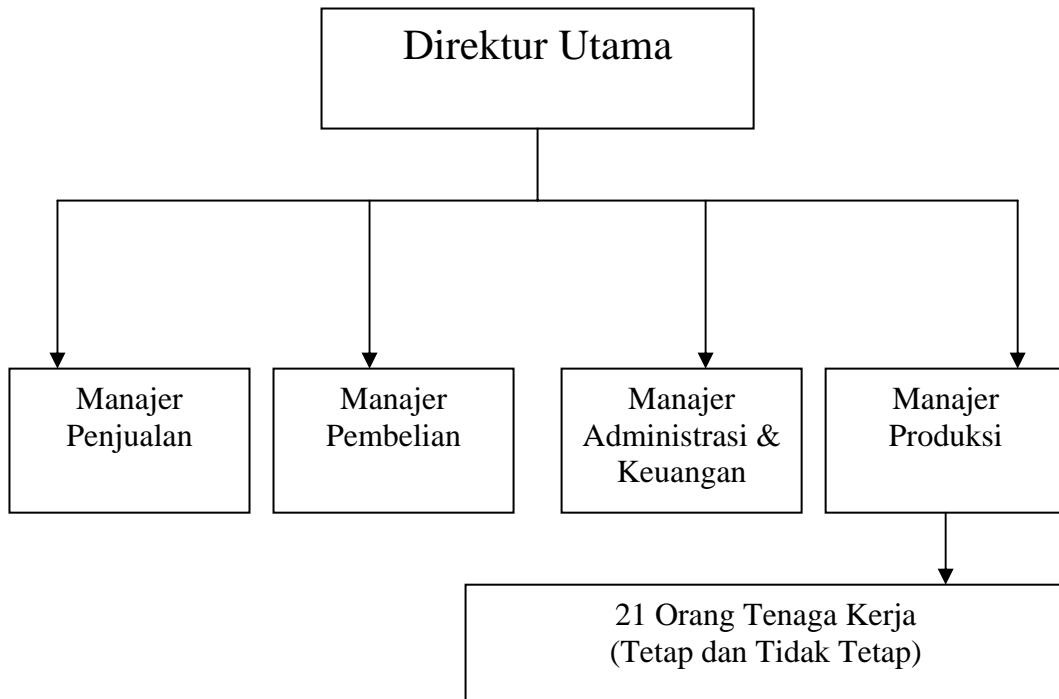 Direktur Utama
Manajer
Penjualan
Manajer
Pembelian
Manajer
Administrasi &
Keuangan
Manajer
Produksi
21 Orang Tenaga Kerja
(Tetap dan Tidak Tetap)